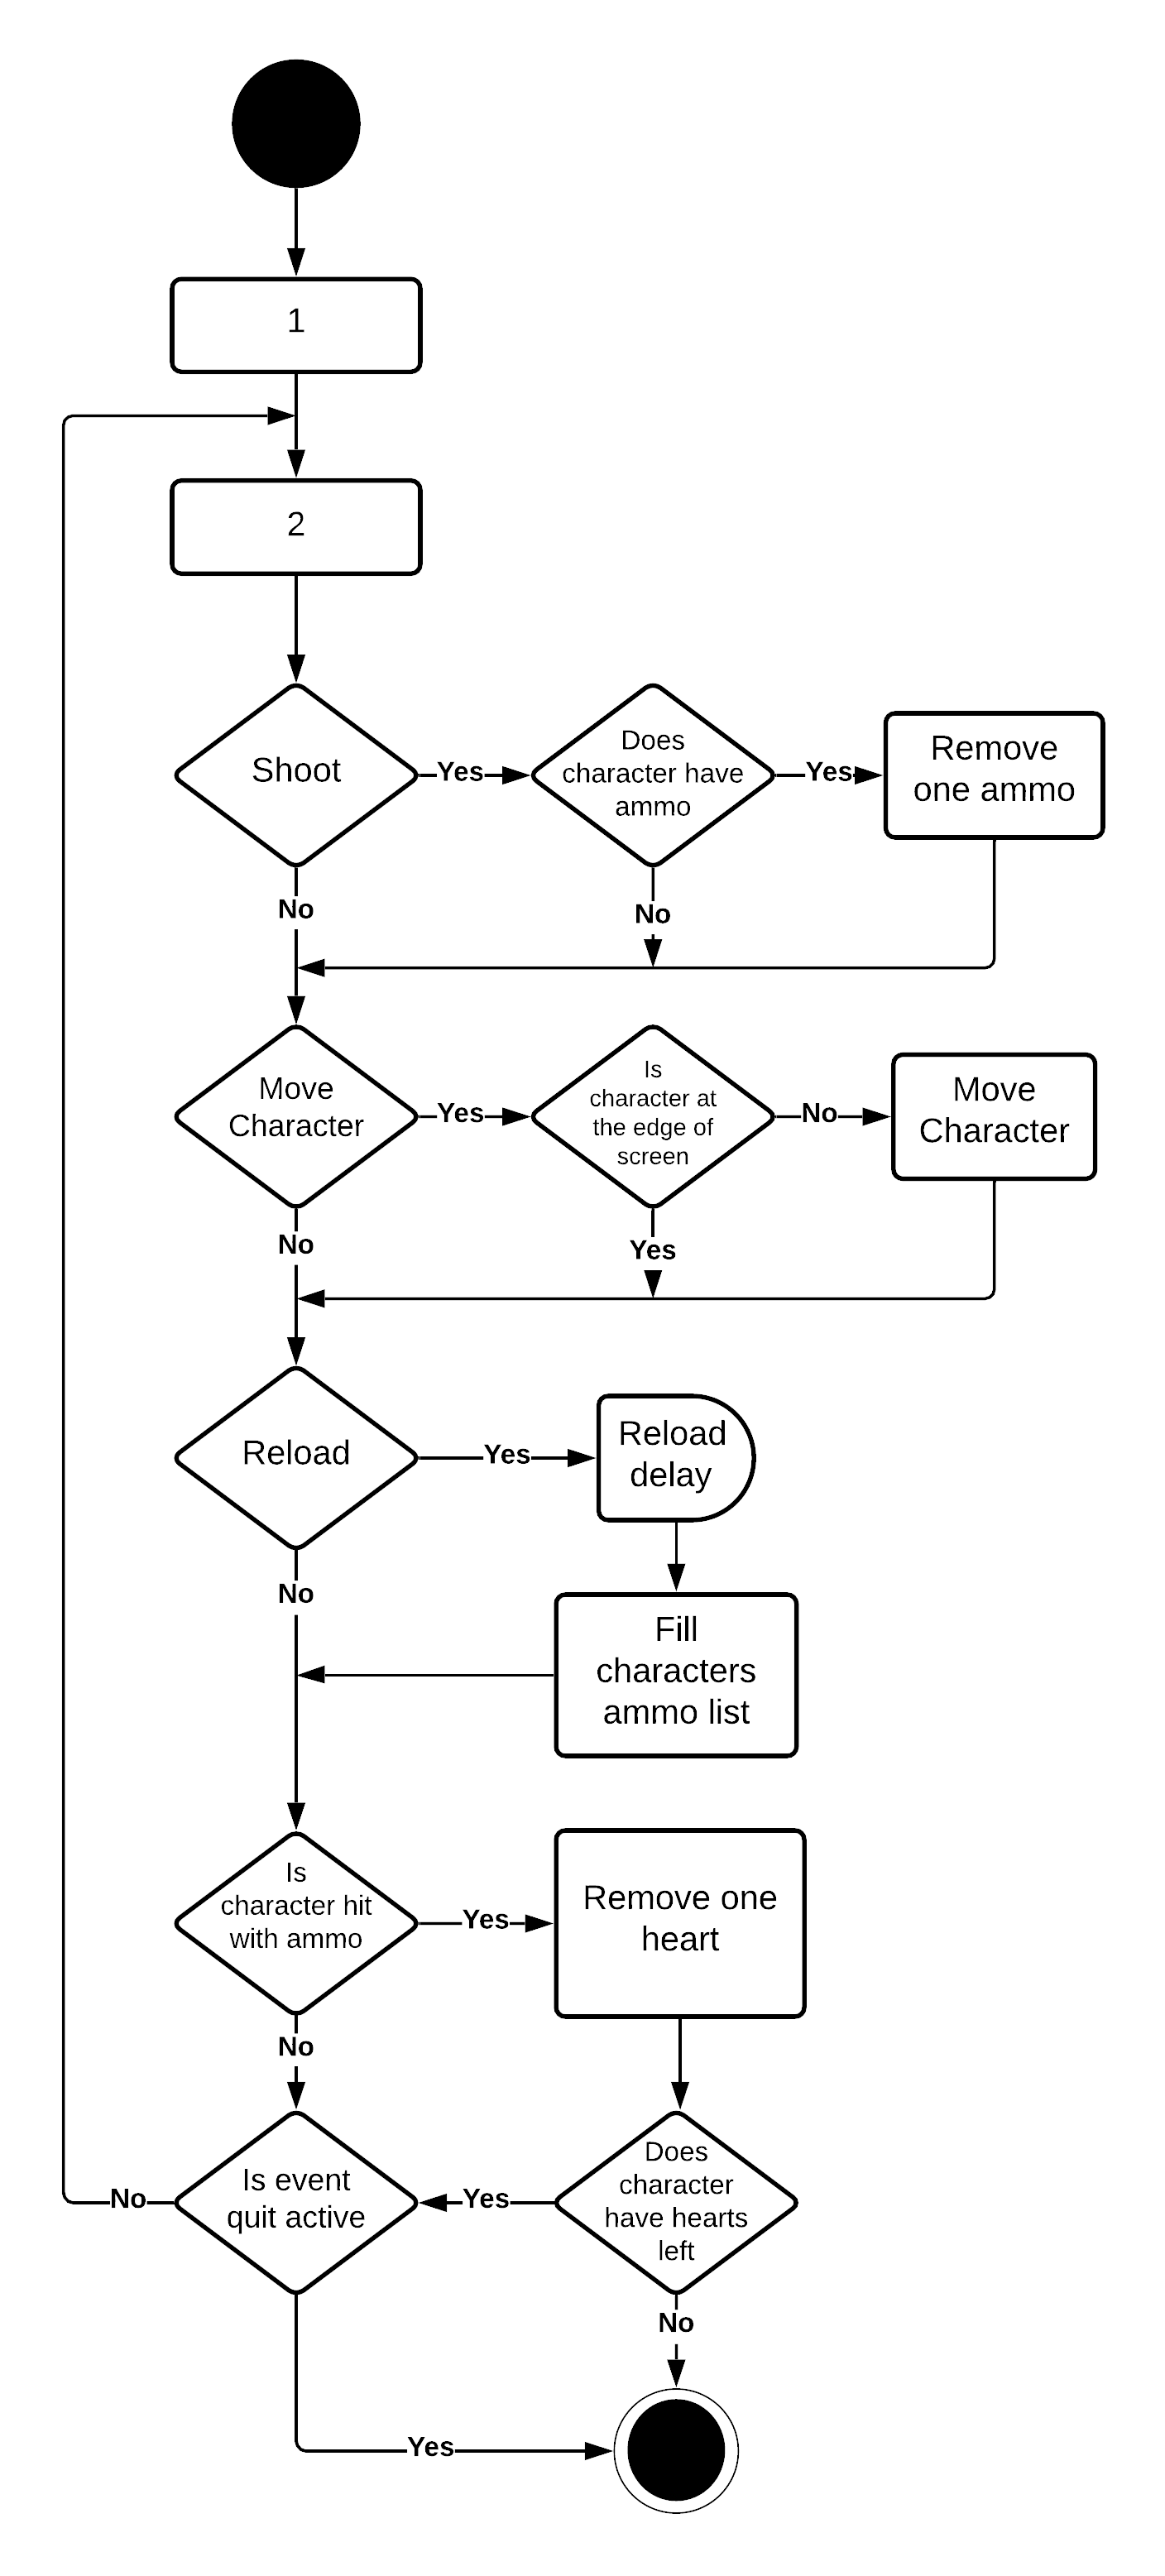 1
2
Shoot
Yes
Does
character have
ammo
Yes
Remove
one ammo
No
No
Move
Character
Yes
Is
character at
the edge of
screen
No
Move
Character
No
Yes
Reload
Yes
Reload
delay
No
Fill
characters
ammo list
Is
character hit
with ammo
Yes
Remove one
heart
No
Is event
quit active
No
Yes
Does
character
have hearts
left
No
Yes